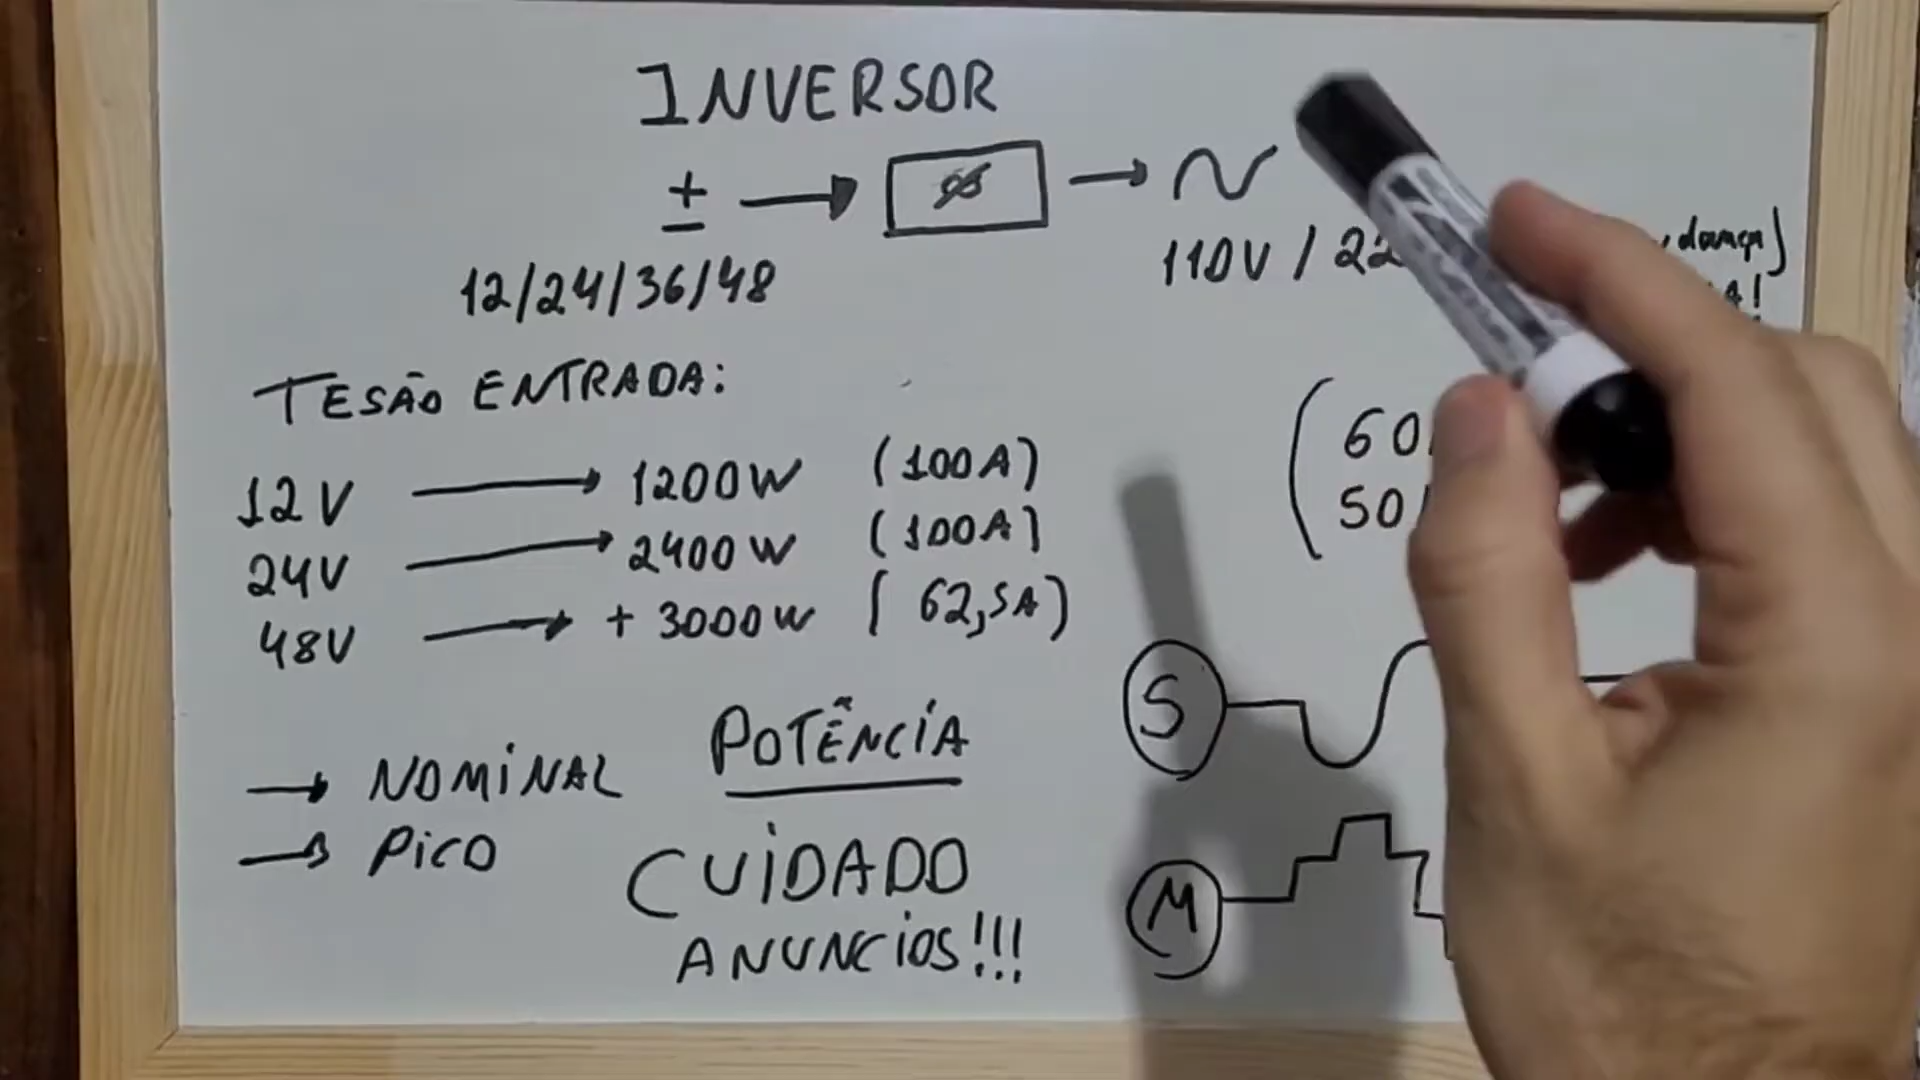 INVERSOR
±
12/24/36/48
110V / 22
dança)
TESÃO ENTRADA:
12V → 1200W (100A)
24V → 2400W (100A)
48V → + 3000W (62,5A)
60
50
POTÊNCIA
→ NOMINAL
→ PICO
CUIDADO
ANUNCIOS!!!
S
M